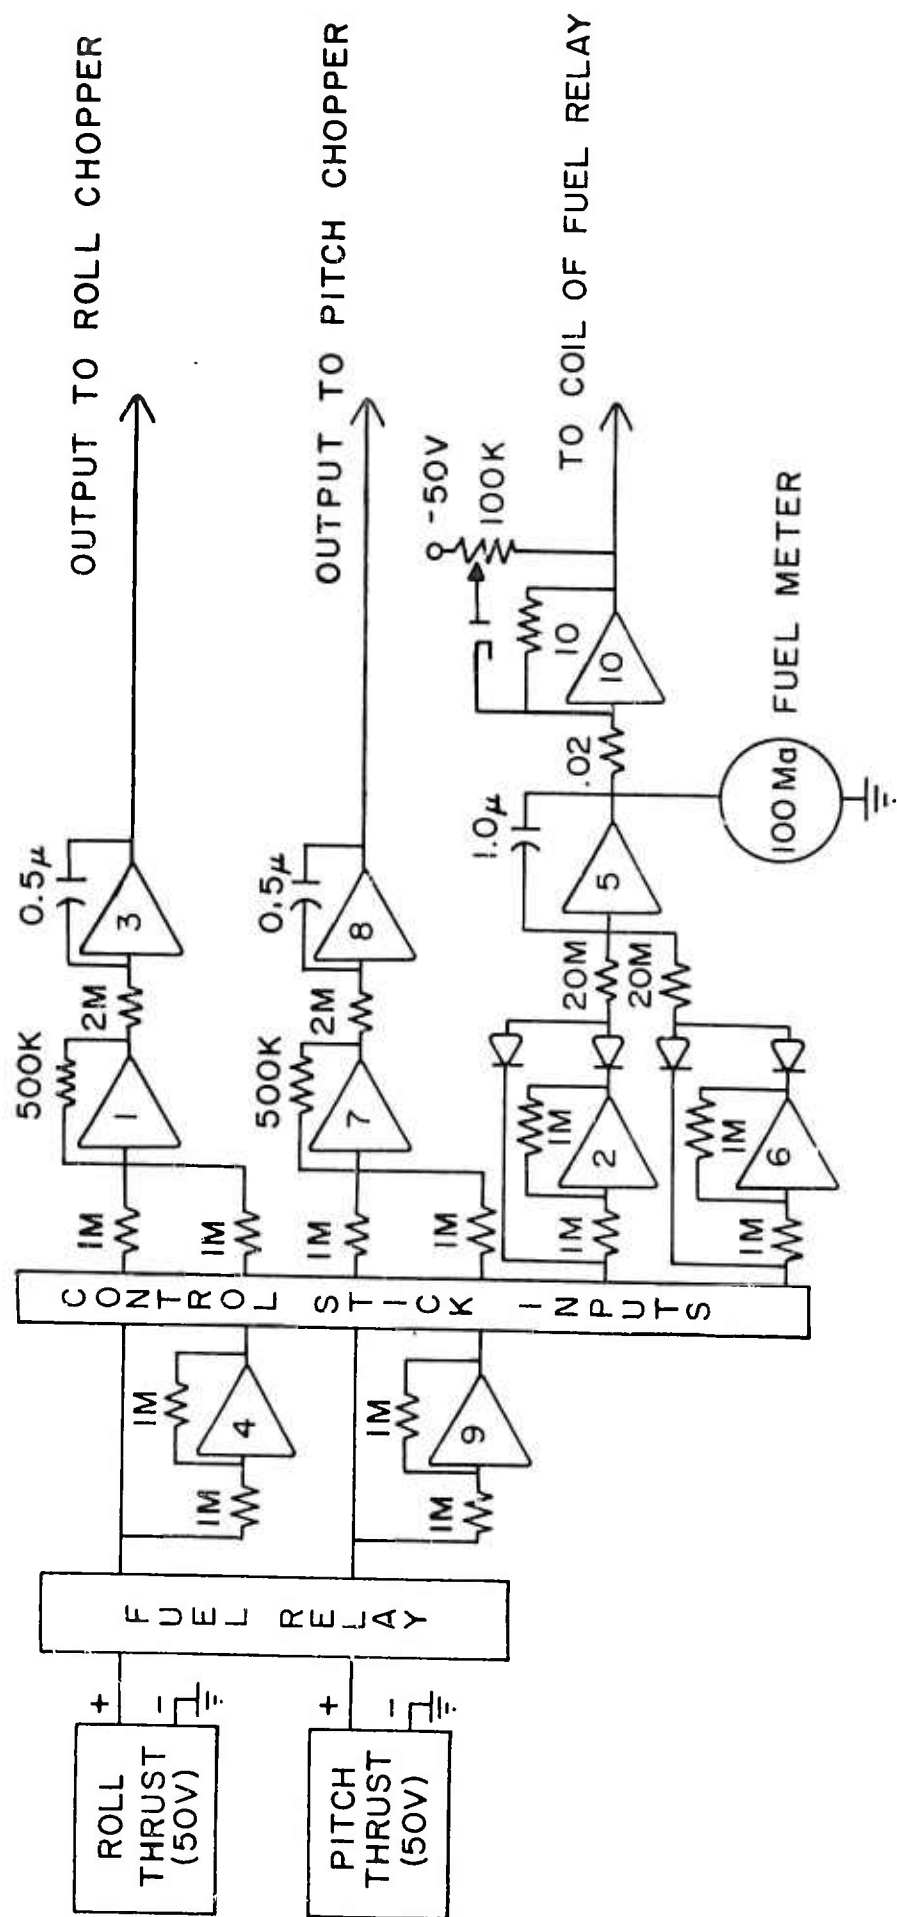 ROLL
THRUST
(50V)
+
−
PITCH
THRUST
(50V)
+
−
FUEL RELAY
1M
1M
4
1M
1M
9
CONTROL STICK INPUTS
1M
1M
500K
1
2M
0.5μ
3
OUTPUT TO ROLL CHOPPER
1M
1M
500K
7
2M
0.5μ
8
OUTPUT TO PITCH CHOPPER
1M
1M
2
1M
1M
6
20M
20M
1.0μ
5
.02
10
10
-50V
100K
TO COIL OF FUEL RELAY
100Ma
FUEL METER